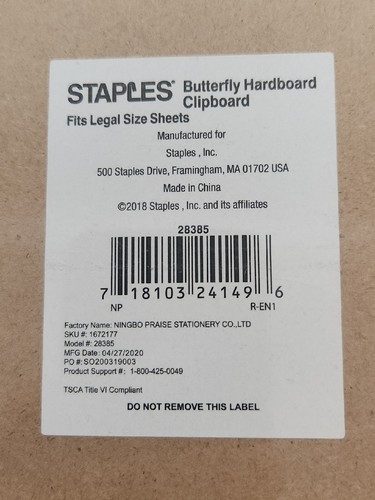 STAPLES® Butterfly Hardboard
Clipboard
Fits Legal Size Sheets
Manufactured for
Staples , Inc.
500 Staples Drive, Framingham, MA 01702 USA
Made in China
©2018 Staples , Inc. and its affiliates
28385
7 18103 24149 6
NP R-EN1
Factory Name: NINGBO PRAISE STATIONERY CO.,LTD
SKU #: 1672177
Model #: 28385
MFG Date: 04/27/2020
PO #: SO200319003
Product Support #: 1-800-425-0049
TSCA Title VI Compliant
DO NOT REMOVE THIS LABEL